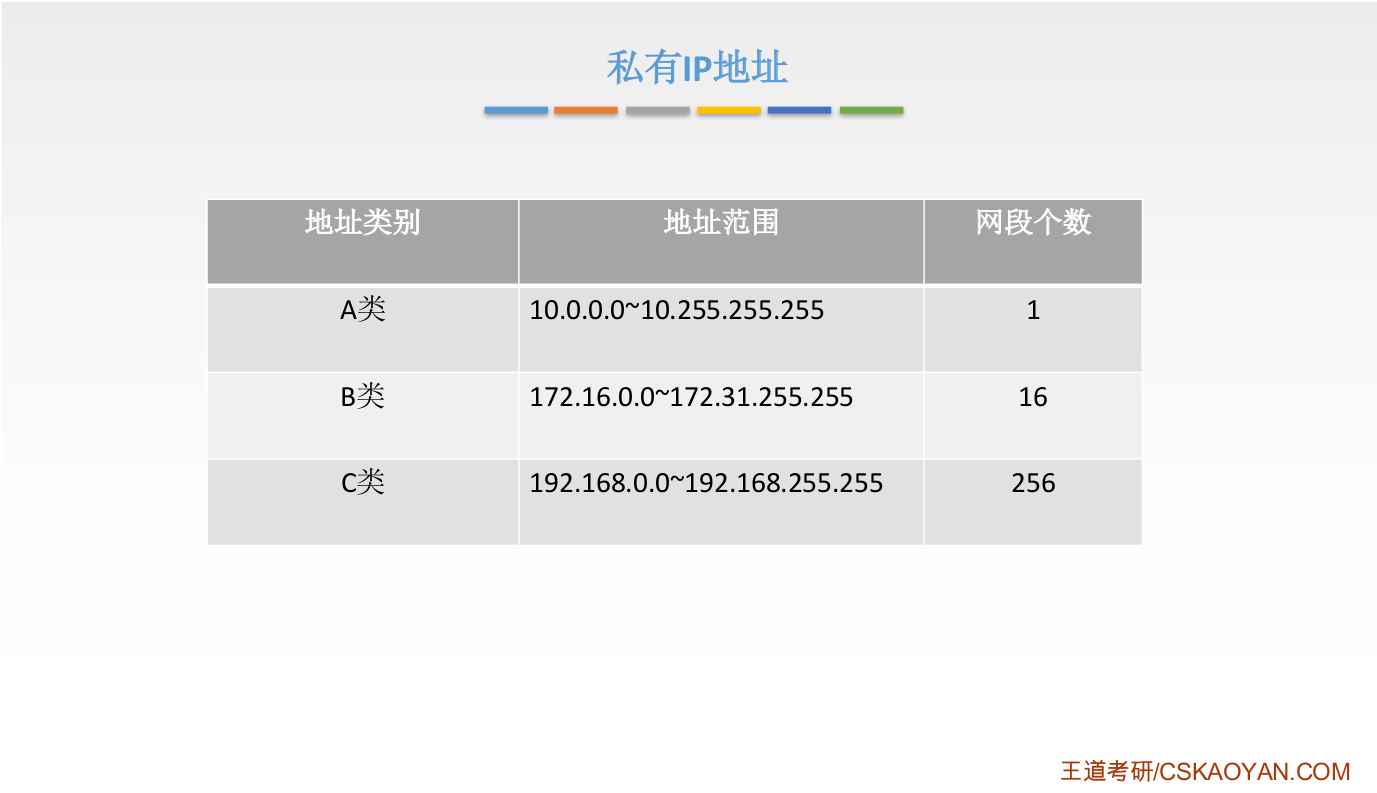 私有IP地址
地址类别 地址范围 网段个数
A类 10.0.0.0~10.255.255.255 1
B类 172.16.0.0~172.31.255.255 16
C类 192.168.0.0~192.168.255.255 256
王道考研/CSKAOYAN.COM